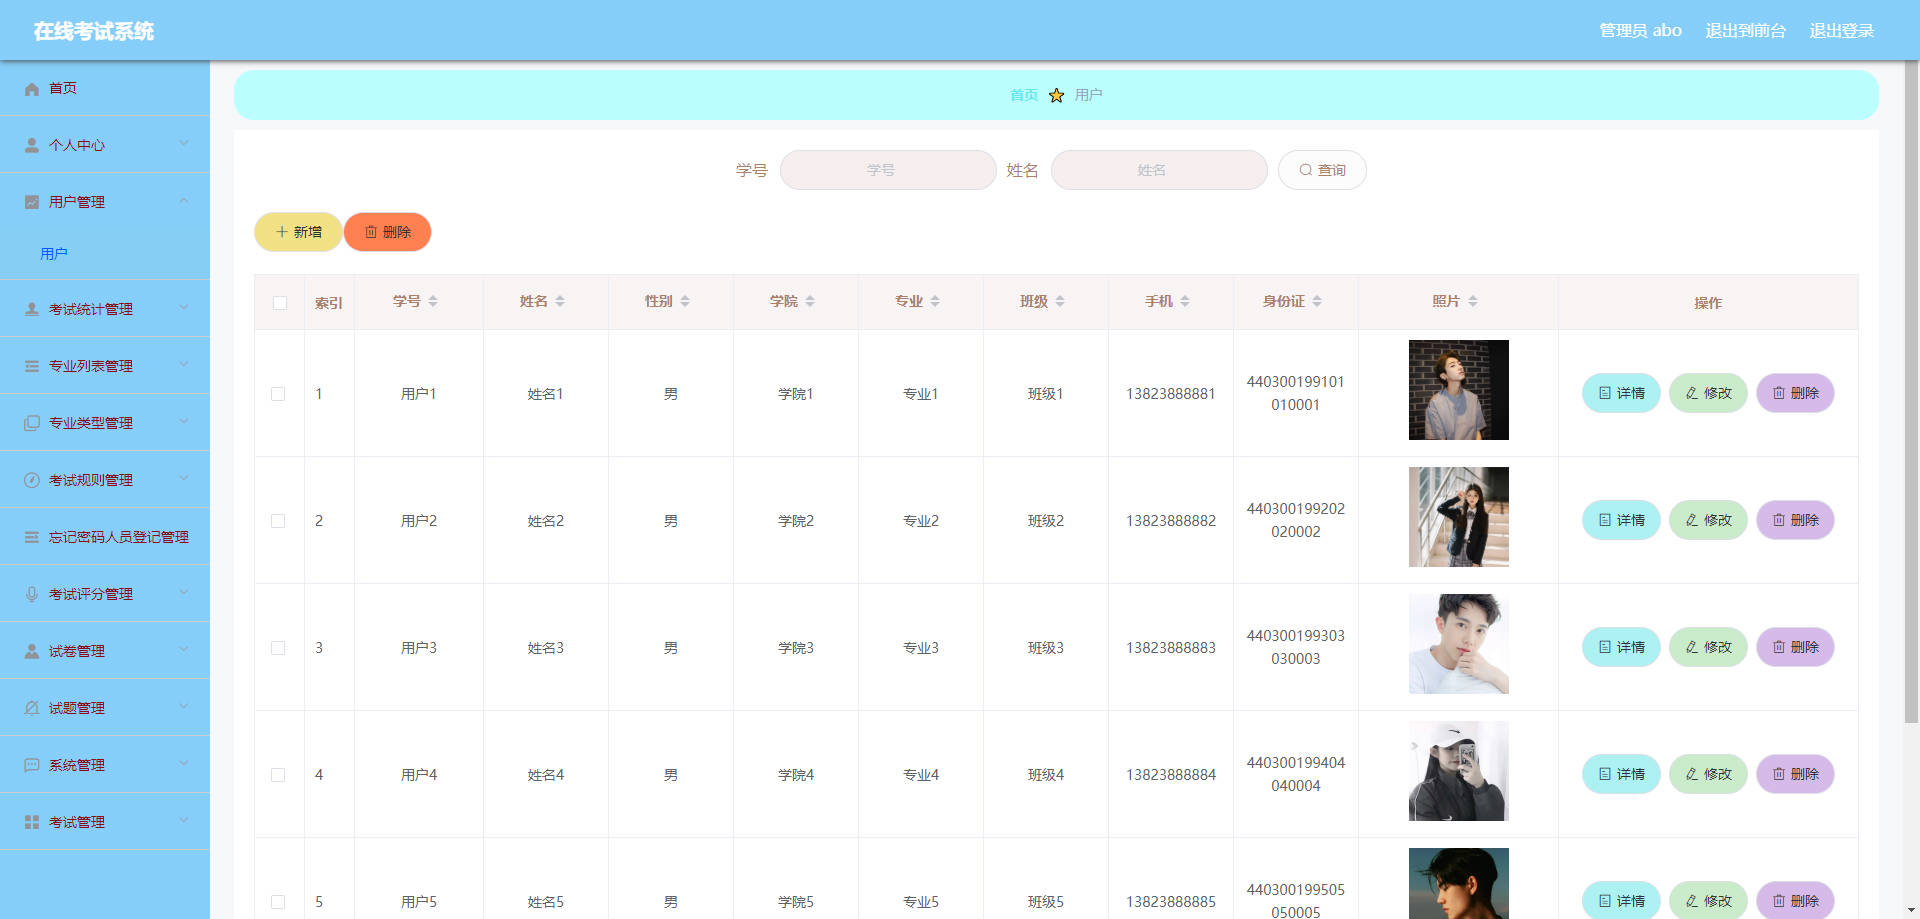 在线考试系统
管理员 abo 退出到前台 退出登录
首页
个人中心
用户管理
用户
考试统计管理
专业列表管理
专业类型管理
考试规则管理
忘记密码人员登记管理
考试评分管理
试卷管理
试题管理
系统管理
考试管理
首页 用户
学号 学号 姓名 姓名 查询
新增 删除
索引 学号 姓名 性别 学院 专业 班级 手机 身份证 照片 操作
1 用户1 姓名1 男 学院1 专业1 班级1 13823888881 440300199101
010001 详情 修改 删除
2 用户2 姓名2 男 学院2 专业2 班级2 13823888882 440300199202
020002 详情 修改 删除
3 用户3 姓名3 男 学院3 专业3 班级3 13823888883 440300199303
030003 详情 修改 删除
4 用户4 姓名4 男 学院4 专业4 班级4 13823888884 440300199404
040004 详情 修改 删除
5 用户5 姓名5 男 学院5 专业5 班级5 13823888885 440300199505
050005 详情 修改 删除